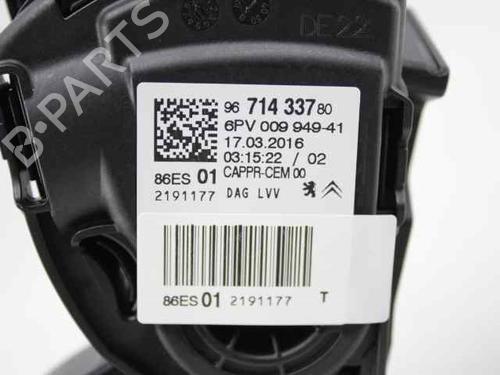 DE22
B-PARTS
96 714 337 80
6PV 009 949-41
17.03.2016
03:15:22 / 02
CAPPR-CEM 00
86ES 01
2191177 DAG LVV
86ES 01 2191177 T